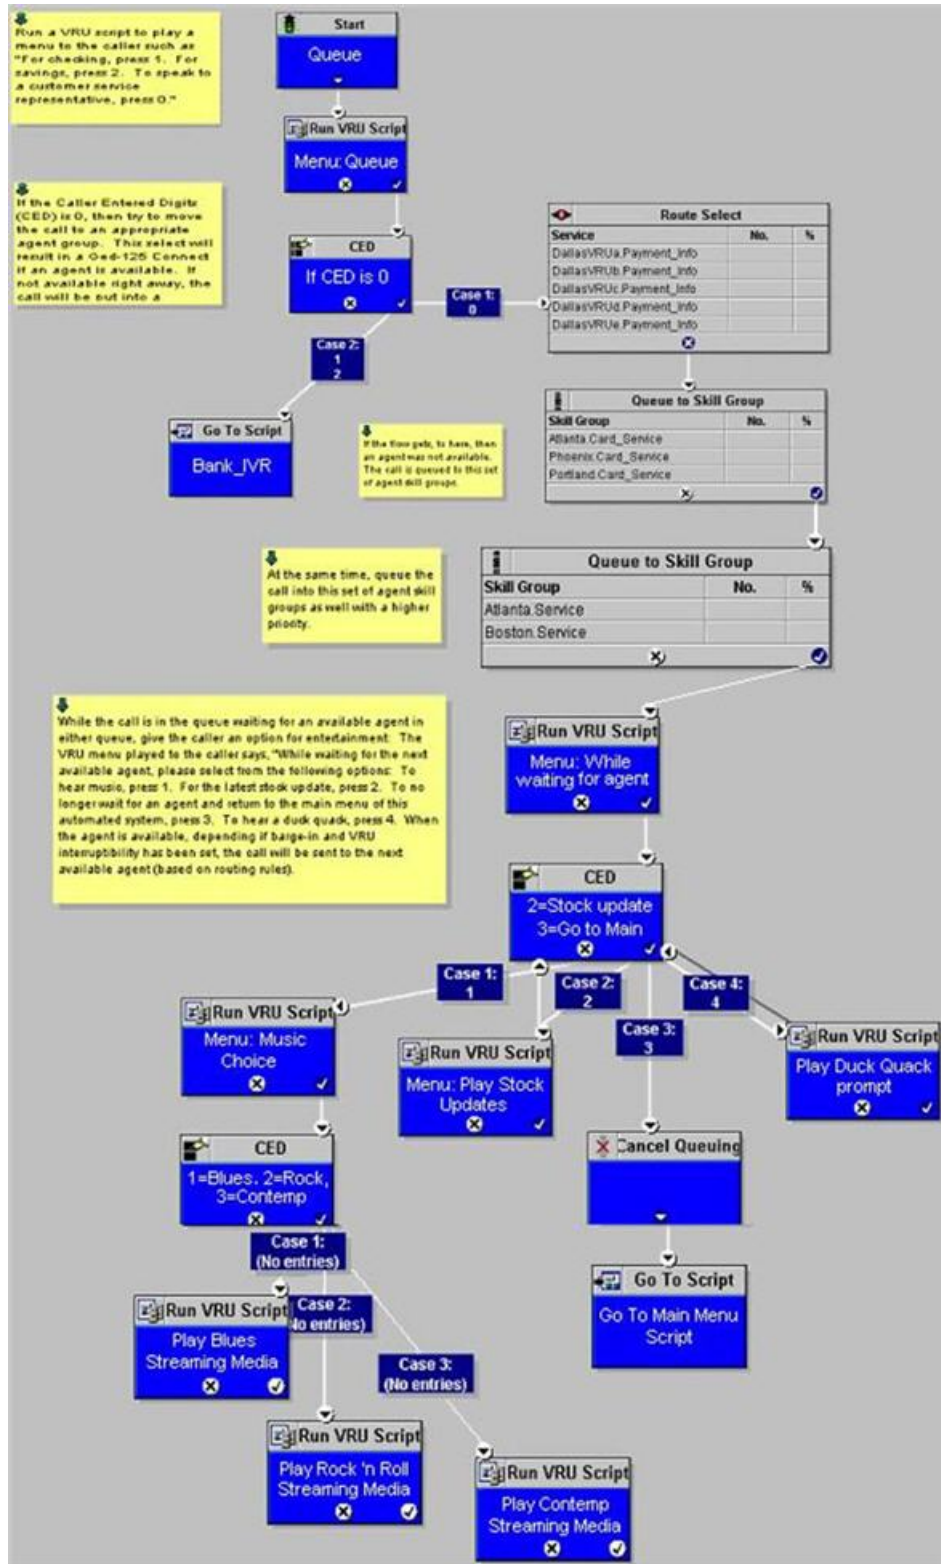 Run a VRU script to play a
menu to the caller such as
"For checking, press 1. For
savings, press 2. To speak to
a customer service
representative, press 0."
Start
Queue
Run VRU Script
Menu: Queue
If the Caller Entered Digits
(CED) is 0, then try to move
the call to an appropriate
agent group. This select will
result in a Ged-125 Connect
if an agent is available. If
not available right away, the
call will be put into a
CED
If CED is 0
Case 1:
0
Case 2:
1
2
Route Select
Service No. %
DallasVRUa.Payment_Info
DallasVRUb.Payment_Info
DallasVRUc.Payment_Info
DallasVRUd.Payment_Info
DallasVRUe.Payment_Info
Go To Script
Bank_IVR
If the flow gets, to here, then
an agent was not available.
The call is queued to this set
of agent skill groups.
Queue to Skill Group
Skill Group No. %
Atlanta.Card_Service
Phoenix.Card_Service
Portland.Card_Service
At the same time, queue the
call into this set of agent skill
groups as well with a higher
priority.
Queue to Skill Group
Skill Group No. %
Atlanta.Service
Boston.Service
While the call is in the queue waiting for an available agent in
either queue, give the caller an option for entertainment. The
VRU menu played to the caller says, "While waiting for the next
available agent, please select from the following options: To
hear music, press 1. For the latest stock update, press 2. To no
longer wait for an agent and return to the main menu of this
automated system, press 3. To hear a duck quack, press 4. When
the agent is available, depending if barge-in and VRU
interruptibility has been set, the call will be sent to the next
available agent (based on routing rules).
Run VRU Script
Menu: While
waiting for agent
CED
2=Stock update
3=Go to Main
Case 1:
1
Case 2:
2
Case 3:
3
Case 4:
4
Run VRU Script
Menu: Music
Choice
Run VRU Script
Menu: Play Stock
Updates
Run VRU Script
Play Duck Quack
prompt
CED
1=Blues. 2=Rock,
3=Contemp
Cancel Queuing
Case 1:
(No entries)
Case 2:
No entries)
Case 3:
(No entries)
Go To Script
Go To Main Menu
Script
Run VRU Script
Play Blues
Streaming Media
Run VRU Script
Play Rock 'n Roll
Streaming Media
Run VRU Script
Play Contemp
Streaming Media